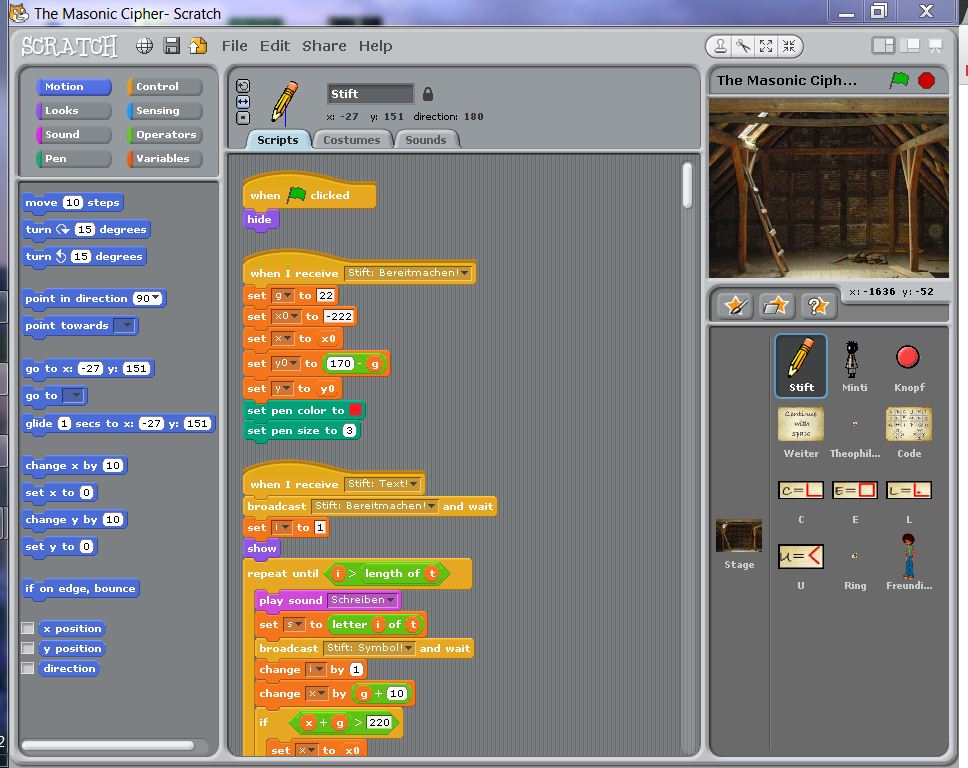 The Masonic Cipher- Scratch
SCRATCH File Edit Share Help
Motion Control
Looks Sensing
Sound Operators
Pen Variables
move 10 steps
turn 15 degrees
turn 15 degrees
point in direction 90
point towards
go to x: -27 y: 151
go to
glide 1 secs to x: -27 y: 151
change x by 10
set x to 0
change y by 10
set y to 0
if on edge, bounce
x position
y position
direction
Stift
x: -27 y: 151 direction: 180
Scripts Costumes Sounds
when clicked
hide
when I receive Stift: Bereitmachen!
set g to 22
set x0 to -222
set x to x0
set y0 to 170 - g
set y to y0
set pen color to
set pen size to 3
when I receive Stift: Text!
broadcast Stift: Bereitmachen! and wait
set i to 1
show
repeat until i > length of t
play sound Schreiben
set s to letter i of t
broadcast Stift: Symbol! and wait
change i by 1
change x by g + 10
if x + g > 220
set x to x0
The Masonic Ciph...
x: -1636 y: -52
Stift Minti Knopf
Continue
with
space
Weiter Theophil... Code
C= E= L=
C E L
u=
U Ring Freundi...
Stage
2